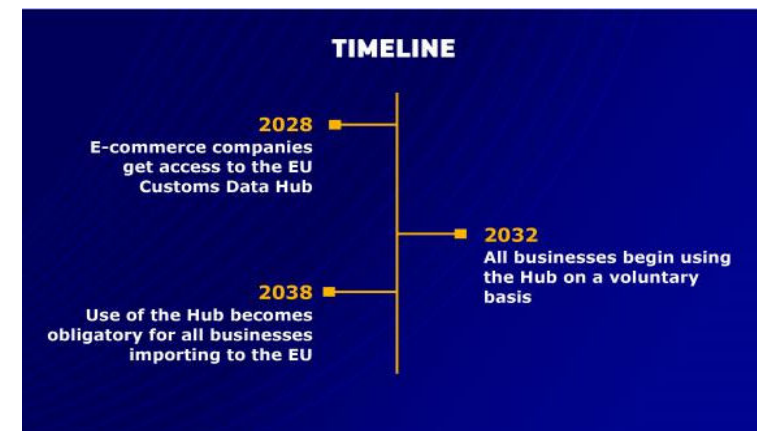 TIMELINE
2028
E-commerce companies
get access to the EU
Customs Data Hub
2032
All businesses begin using
the Hub on a voluntary
basis
2038
Use of the Hub becomes
obligatory for all businesses
importing to the EU